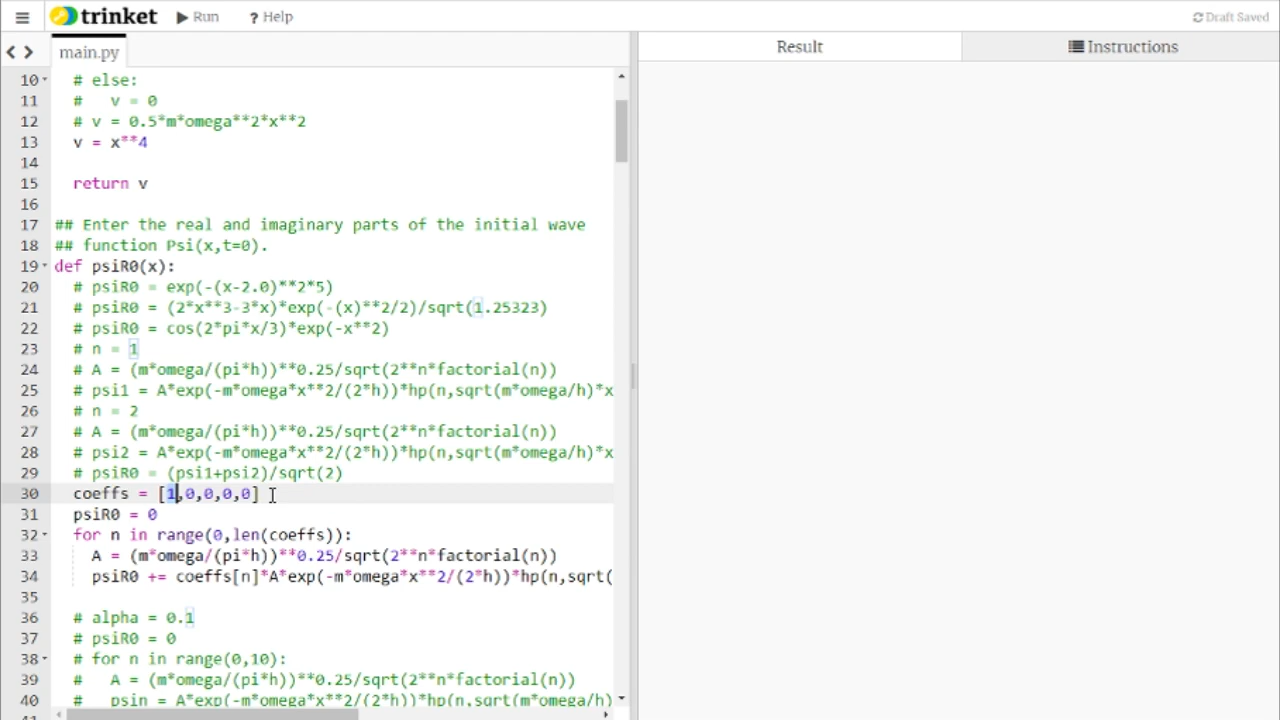 trinket Run ? Help Draft Saved
main.py Result Instructions
10 # else:
11 #   v = 0
12 # v = 0.5*m*omega**2*x**2
13 v = x**4
14
15 return v
16
17 ## Enter the real and imaginary parts of the initial wave
18 ## function Psi(x,t=0).
19 def psiR0(x):
20 # psiR0 = exp(-(x-2.0)**2*5)
21 # psiR0 = (2*x**3-3*x)*exp(-(x)**2/2)/sqrt(1.25323)
22 # psiR0 = cos(2*pi*x/3)*exp(-x**2)
23 # n = 1
24 # A = (m*omega/(pi*h))**0.25/sqrt(2**n*factorial(n))
25 # psi1 = A*exp(-m*omega*x**2/(2*h))*hp(n,sqrt(m*omega/h)*x
26 # n = 2
27 # A = (m*omega/(pi*h))**0.25/sqrt(2**n*factorial(n))
28 # psi2 = A*exp(-m*omega*x**2/(2*h))*hp(n,sqrt(m*omega/h)*x
29 # psiR0 = (psi1+psi2)/sqrt(2)
30 coeffs = [1,0,0,0,0]
31 psiR0 = 0
32 for n in range(0,len(coeffs)):
33 A = (m*omega/(pi*h))**0.25/sqrt(2**n*factorial(n))
34 psiR0 += coeffs[n]*A*exp(-m*omega*x**2/(2*h))*hp(n,sqrt(
35
36 # alpha = 0.1
37 # psiR0 = 0
38 # for n in range(0,10):
39 #   A = (m*omega/(pi*h))**0.25/sqrt(2**n*factorial(n))
40 #   psin = A*exp(-m*omega*x**2/(2*h))*hp(n,sqrt(m*omega/h)